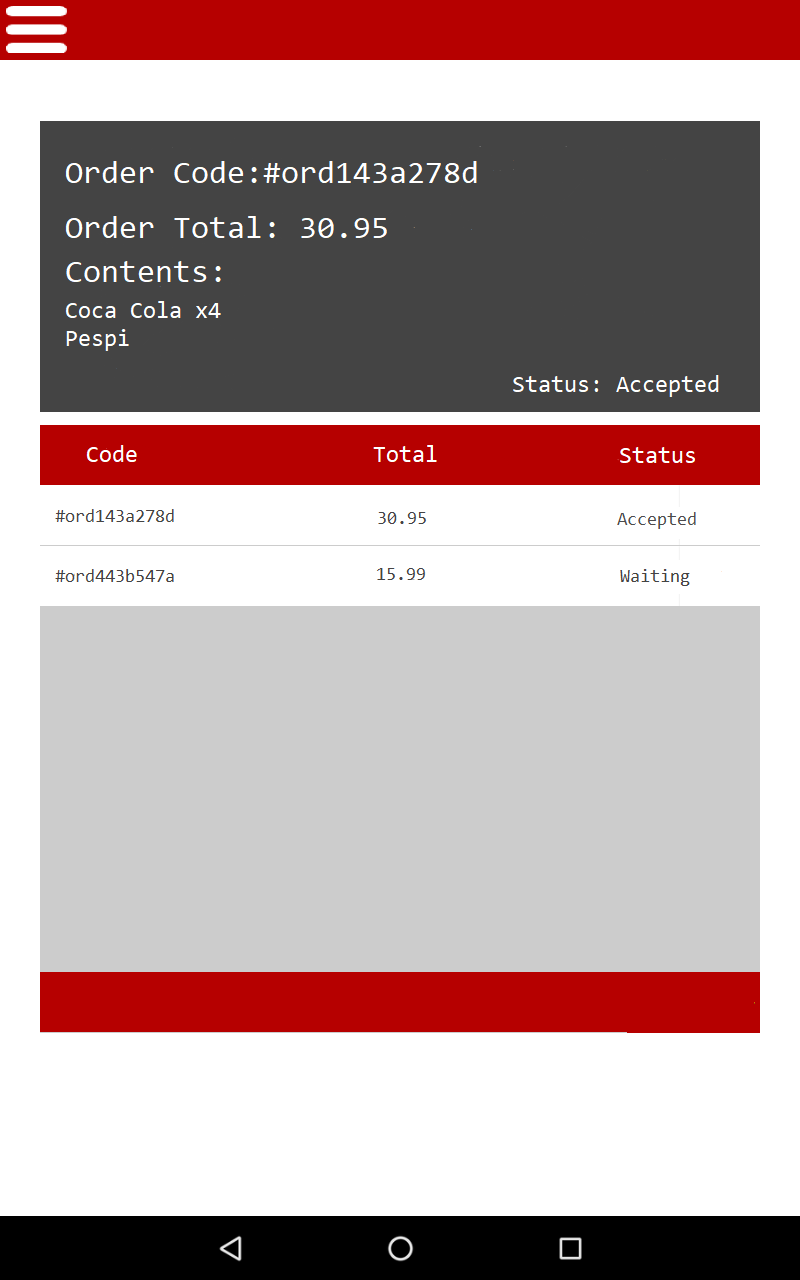 Order Code:#ord143a278d
Order Total: 30.95
Contents:
Coca Cola x4
Pespi
Status: Accepted
Code Total Status
#ord143a278d 30.95 Accepted
#ord443b547a 15.99 Waiting